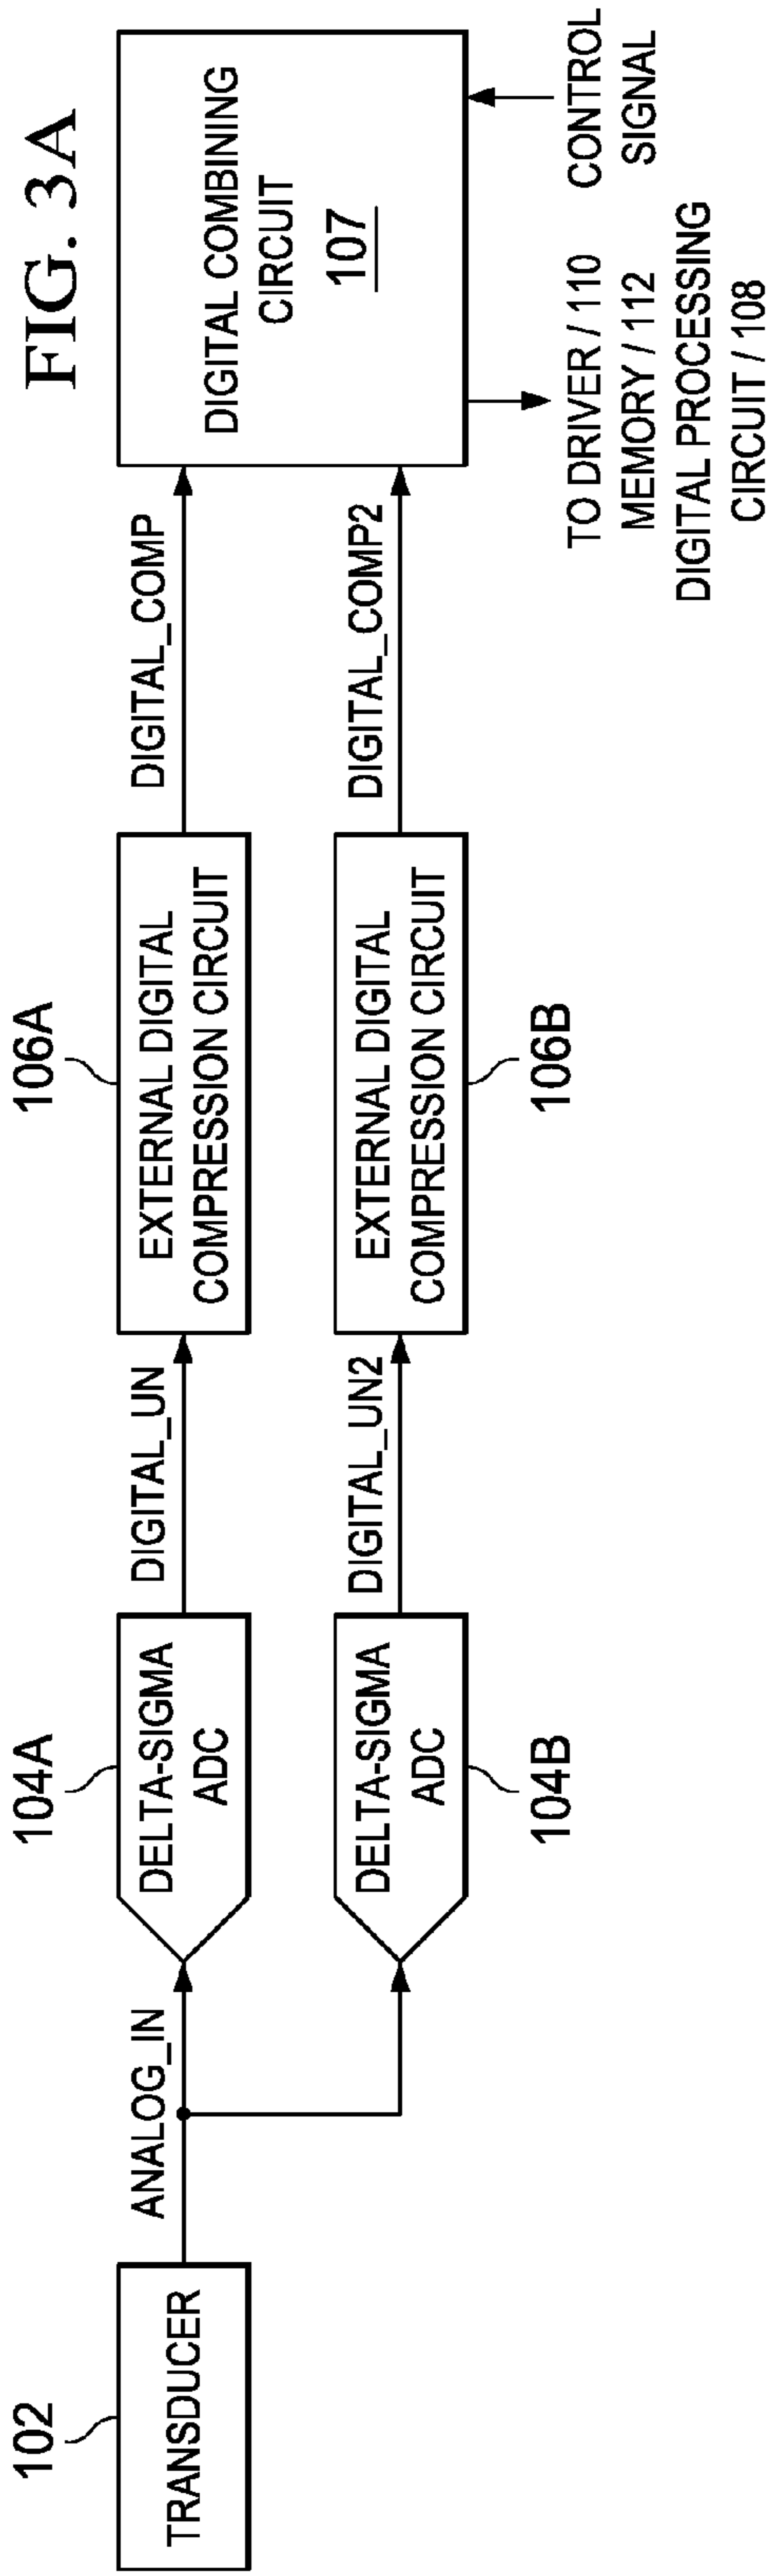 FIG. 3A
102
TRANSDUCER
ANALOG_IN
104A
DELTA-SIGMA
ADC
DIGITAL_UN
106A
EXTERNAL DIGITAL
COMPRESSION CIRCUIT
DIGITAL_COMP
DELTA-SIGMA
ADC
104B
DIGITAL_UN2
EXTERNAL DIGITAL
COMPRESSION CIRCUIT
106B
DIGITAL_COMP2
DIGITAL COMBINING
CIRCUIT
107
TO DRIVER / 110
MEMORY / 112
DIGITAL PROCESSING
CIRCUIT / 108
CONTROL
SIGNAL